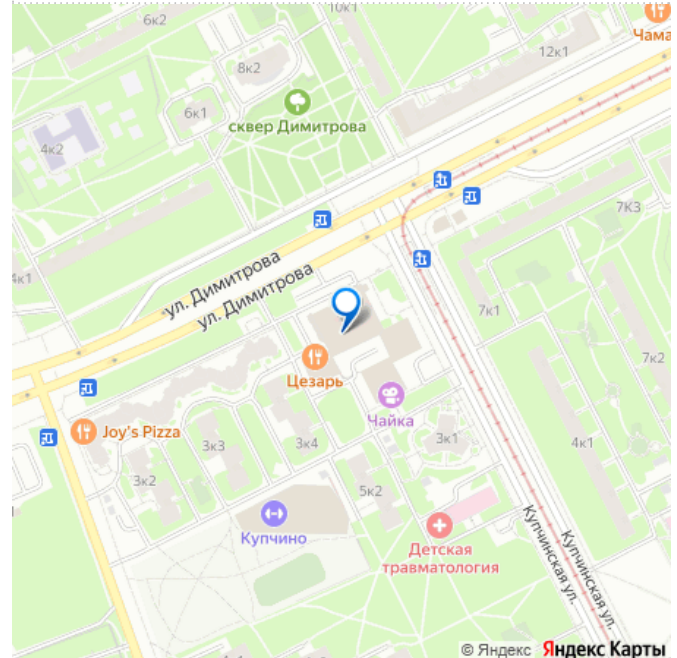 6к2
10к1
Чама
12к1
8к2
6к1
сквер Димитрова
4к2
7К3
4к1
ул. Димитрова
ул. Димитрова
7к1
7к2
Цезарь
Чайка
Joy's Pizza
3к3
3к4
3к1
4к1
3к2
5к2
Купчино
Детская
травматология
Купчинская ул.
Купчинская ул.
© Яндекс Яндекс Карты